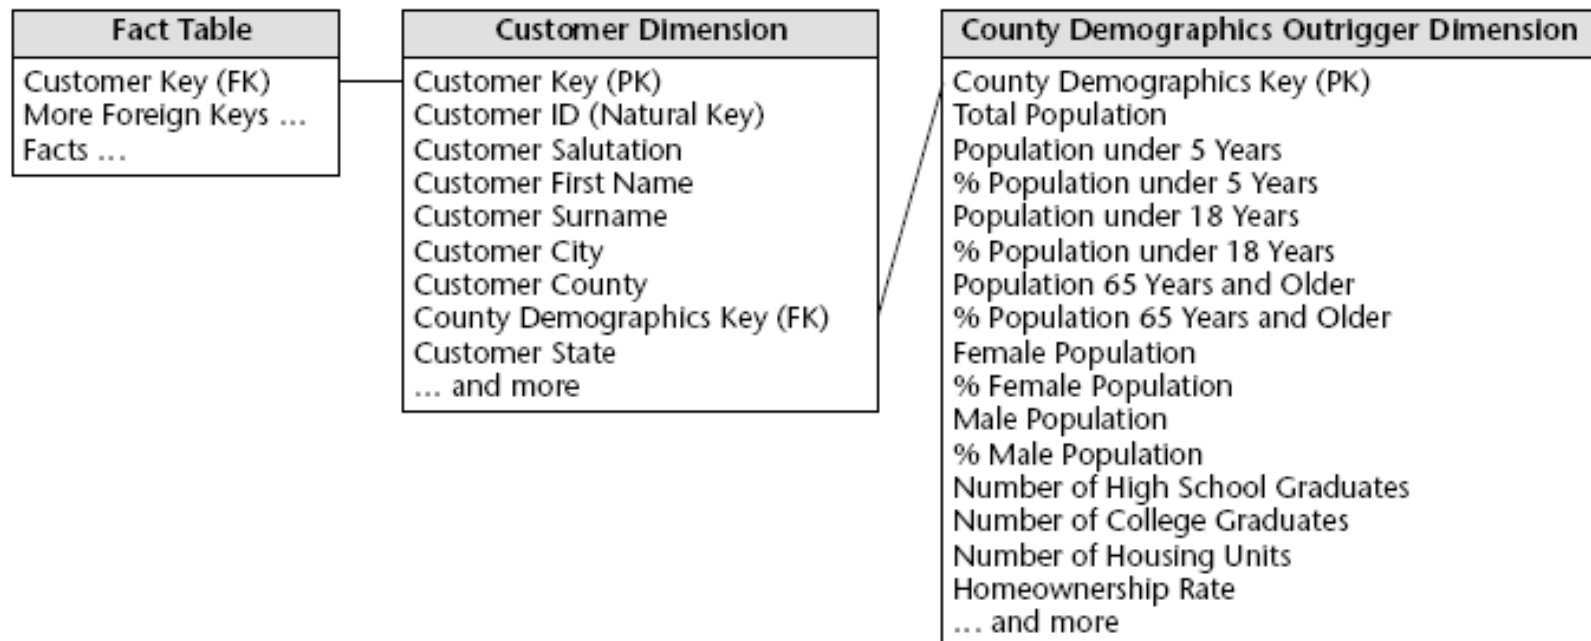 Fact Table
Customer Key (FK)
More Foreign Keys ...
Facts ...
Customer Dimension
Customer Key (PK)
Customer ID (Natural Key)
Customer Salutation
Customer First Name
Customer Surname
Customer City
Customer County
County Demographics Key (FK)
Customer State
... and more
County Demographics Outrigger Dimension
County Demographics Key (PK)
Total Population
Population under 5 Years
% Population under 5 Years
Population under 18 Years
% Population under 18 Years
Population 65 Years and Older
% Population 65 Years and Older
Female Population
% Female Population
Male Population
% Male Population
Number of High School Graduates
Number of College Graduates
Number of Housing Units
Homeownership Rate
... and more